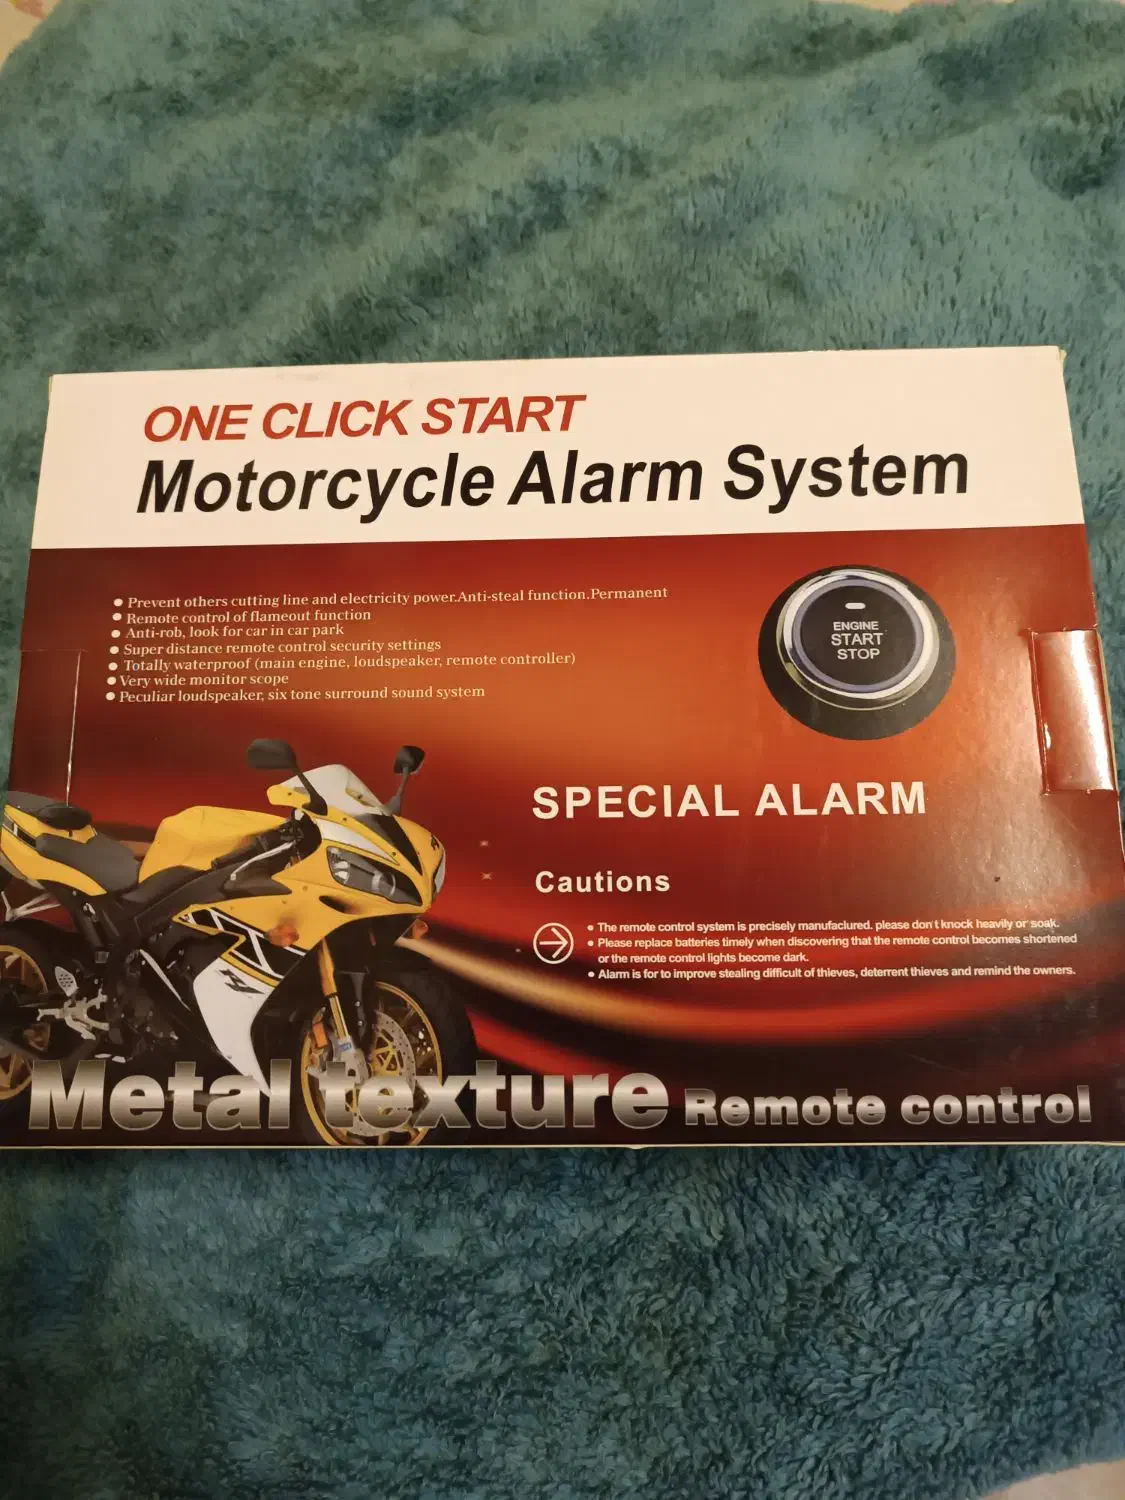 ONE CLICK START
Motorcycle Alarm System
● Prevent others cutting line and electricity power.Anti-steal function.Permanent
● Remote control of flameout function
● Anti-rob, look for car in car park
● Super distance remote control security settings
● Totally waterproof (main engine, loudspeaker, remote controller)
● Very wide monitor scope
● Peculiar loudspeaker, six tone surround sound system
ENGINE
START
STOP
SPECIAL ALARM
Cautions
● The remote control system is precisely manufaclured. please don't knock heavily or soak.
● Please replace batteries timely when discovering that the remote control becomes shortened
or the remote control lights become dark.
● Alarm is for to improve stealing difficult of thieves, deterrent thieves and remind the owners.
Metal texture Remote control